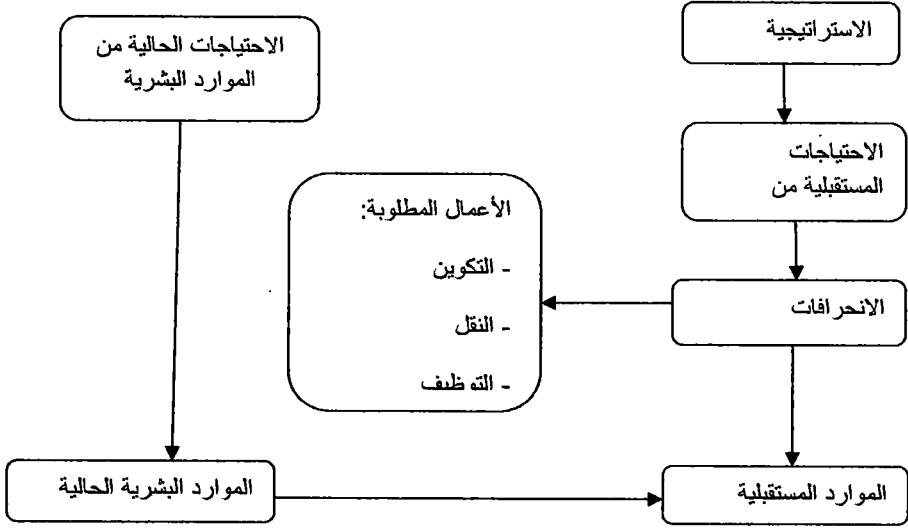 الاستراتيجية
الاحتياجات الحالية من
الموارد البشرية
الاحتياجات
المستقبلية من
الأعمال المطلوبة:
- التكوين
- النقل
- التوظيف
الانحرافات
الموارد البشرية الحالية
الموارد المستقبلية